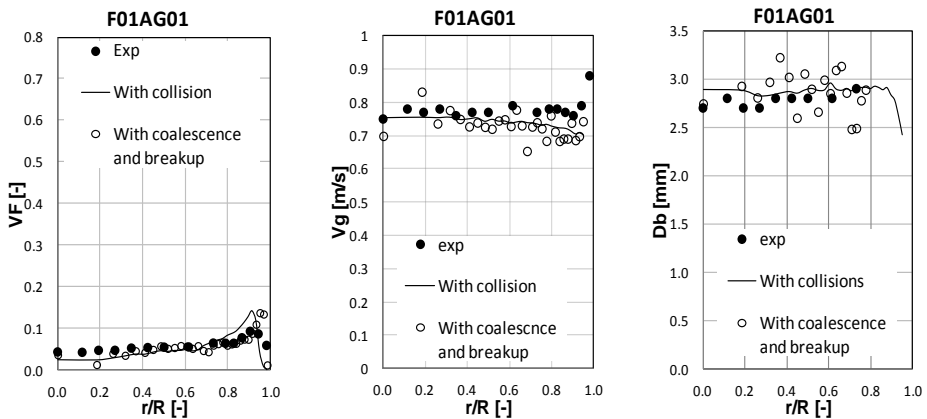 F01AG01
VF [-]
0.8
0.7
0.6
0.5
0.4
0.3
0.2
0.1
0.0
Exp
With collision
With coalescence
and breakup
0.0 0.2 0.4 0.6 0.8 1.0
r/R [-]
F01AG01
Vg [m/s]
1
0.9
0.8
0.7
0.6
0.5
0.4
0.3
0.2
0.1
0
exp
With collision
With coalescnce
and breakup
0.0 0.2 0.4 0.6 0.8 1.0
r/R [-]
F01AG01
Db [mm]
4.0
3.5
3.0
2.5
2.0
1.5
1.0
0.5
0.0
exp
With collisions
With coalescence
and breakup
0.0 0.2 0.4 0.6 0.8 1.0
r/R [-]